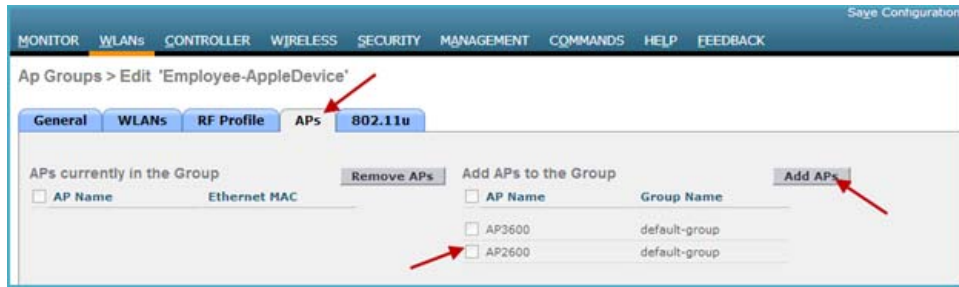 Save Configuration
MONITOR WLANs CONTROLLER WIRELESS SECURITY MANAGEMENT COMMANDS HELP FEEDBACK
Ap Groups > Edit 'Employee-AppleDevice'
General WLANs RF Profile APs 802.11u
APs currently in the Group Remove APs Add APs to the Group Add APs
AP Name Ethernet MAC AP Name Group Name
AP3600 default-group
AP2600 default-group